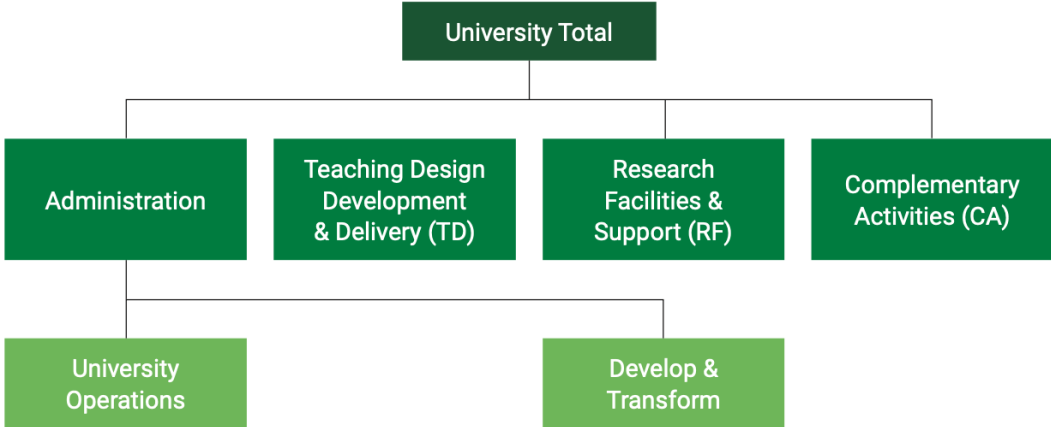 University Total
Administration
Teaching Design
Development
& Delivery (TD)
Research
Facilities &
Support (RF)
Complementary
Activities (CA)
University
Operations
Develop &
Transform